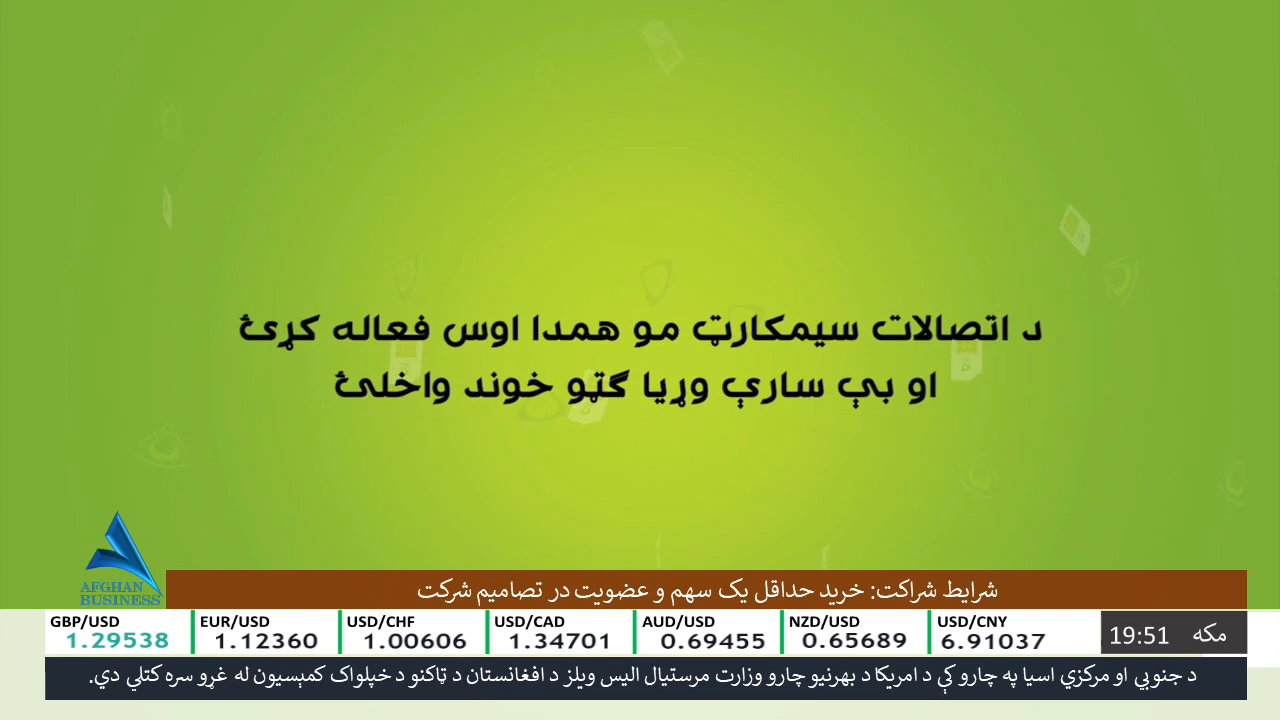 د اتصالات سیمکارټ مو همدا اوس فعاله کړئ
او بې سارې وړیا ګټو خوند واخلئ
شرایط شراکت: خرید حداقل یک سهم و عضویت در تصامیم شرکت
AFGHAN
BUSINESS
GBP/USD EUR/USD USD/CHF USD/CAD AUD/USD NZD/USD USD/CNY
1.29538 1.12360 1.00606 1.34701 0.69455 0.65689 6.91037
مکه 19:51
د جنوبي او مرکزي اسیا په چارو کې د امریکا د بهرنیو چارو وزارت مرستیال الیس ویلز د افغانستان د ټاکنو د خپلواک کمېسیون له غړو سره کتلي دي.